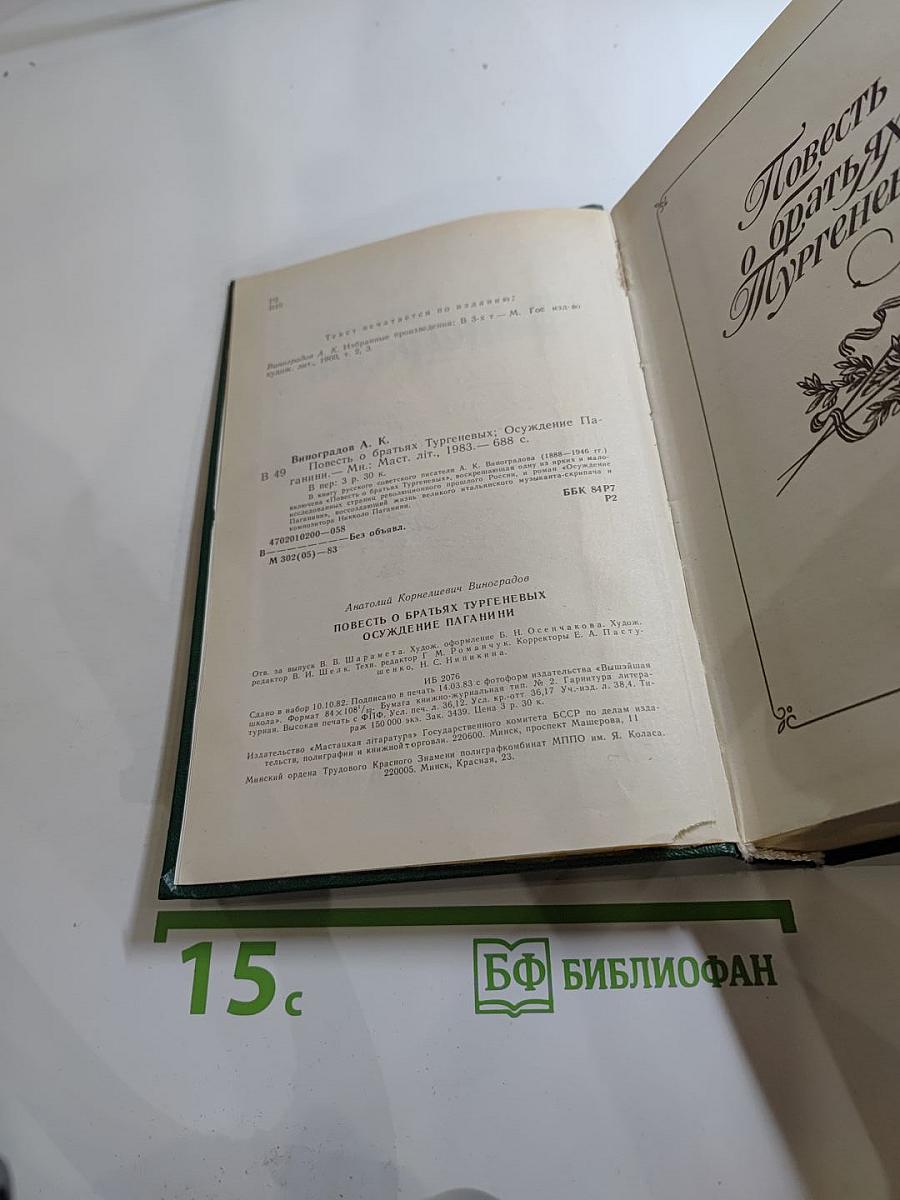 Р2
В49
Текст печатается по изданию:
Виноградов А. К. Избранные произведения: В 3-х т — М. Гос изд-во
худож. лит., 1960, т. 2, 3.
Виноградов А. К.
В 49 Повесть о братьях Тургеневых; Осуждение Па-
ганини.— Мн.: Маст. літ., 1983.— 688 с.
В пер: 3 р. 30 к.
В книгу русского советского писателя А. К. Виноградова (1888—1946 гг.)
включена «Повесть о братьях Тургеневых», воскрешающая одну из ярких и мало-
исследованных страниц революционного прошлого России, и роман «Осуждение
Паганини», воссоздающий жизнь великого итальянского музыканта-скрипача и
композитора Никколо Паганини.
4702010200—058
В———————Без объявл.
М 302(05)—83
ББК 84Р7
Р2
Анатолий Корнелиевич Виноградов
ПОВЕСТЬ О БРАТЬЯХ ТУРГЕНЕВЫХ
ОСУЖДЕНИЕ ПАГАНИНИ
Отв. за выпуск В. В. Шарамета. Худож. оформление Б. Н. Осенчакова. Худож.
редактор В. И. Шелк. Техн. редактор Г. М. Романчук. Корректоры Е. А. Пасту-
шенко, Н. С. Нипикина.
ИБ 2076
Сдано в набор 10.10.82. Подписано в печать 14.03.83 с фотоформ издательства «Вышэйшая
школа». Формат 84×108¹/₃₂. Бумага книжно-журнальная тип. № 2. Гарнитура литера-
турная. Высокая печать с ФПФ. Усл. печ. л. 36,12. Усл. кр.-отт. 36,17 Уч.-изд. л. 38,4. Ти-
раж 150 000 экз. Зак. 3439. Цена 3 р. 30 к.
Издательство «Мастацкая літаратура» Государственного комитета БССР по делам изда-
тельств, полиграфии и книжной торговли. 220600. Минск, проспект Машерова, 11
Минский ордена Трудового Красного Знамени полиграфкомбинат МППО им. Я. Коласа.
220005. Минск, Красная, 23.
Повесть
о братьях
Тургенев
15 с
БФ БИБЛИОФАН